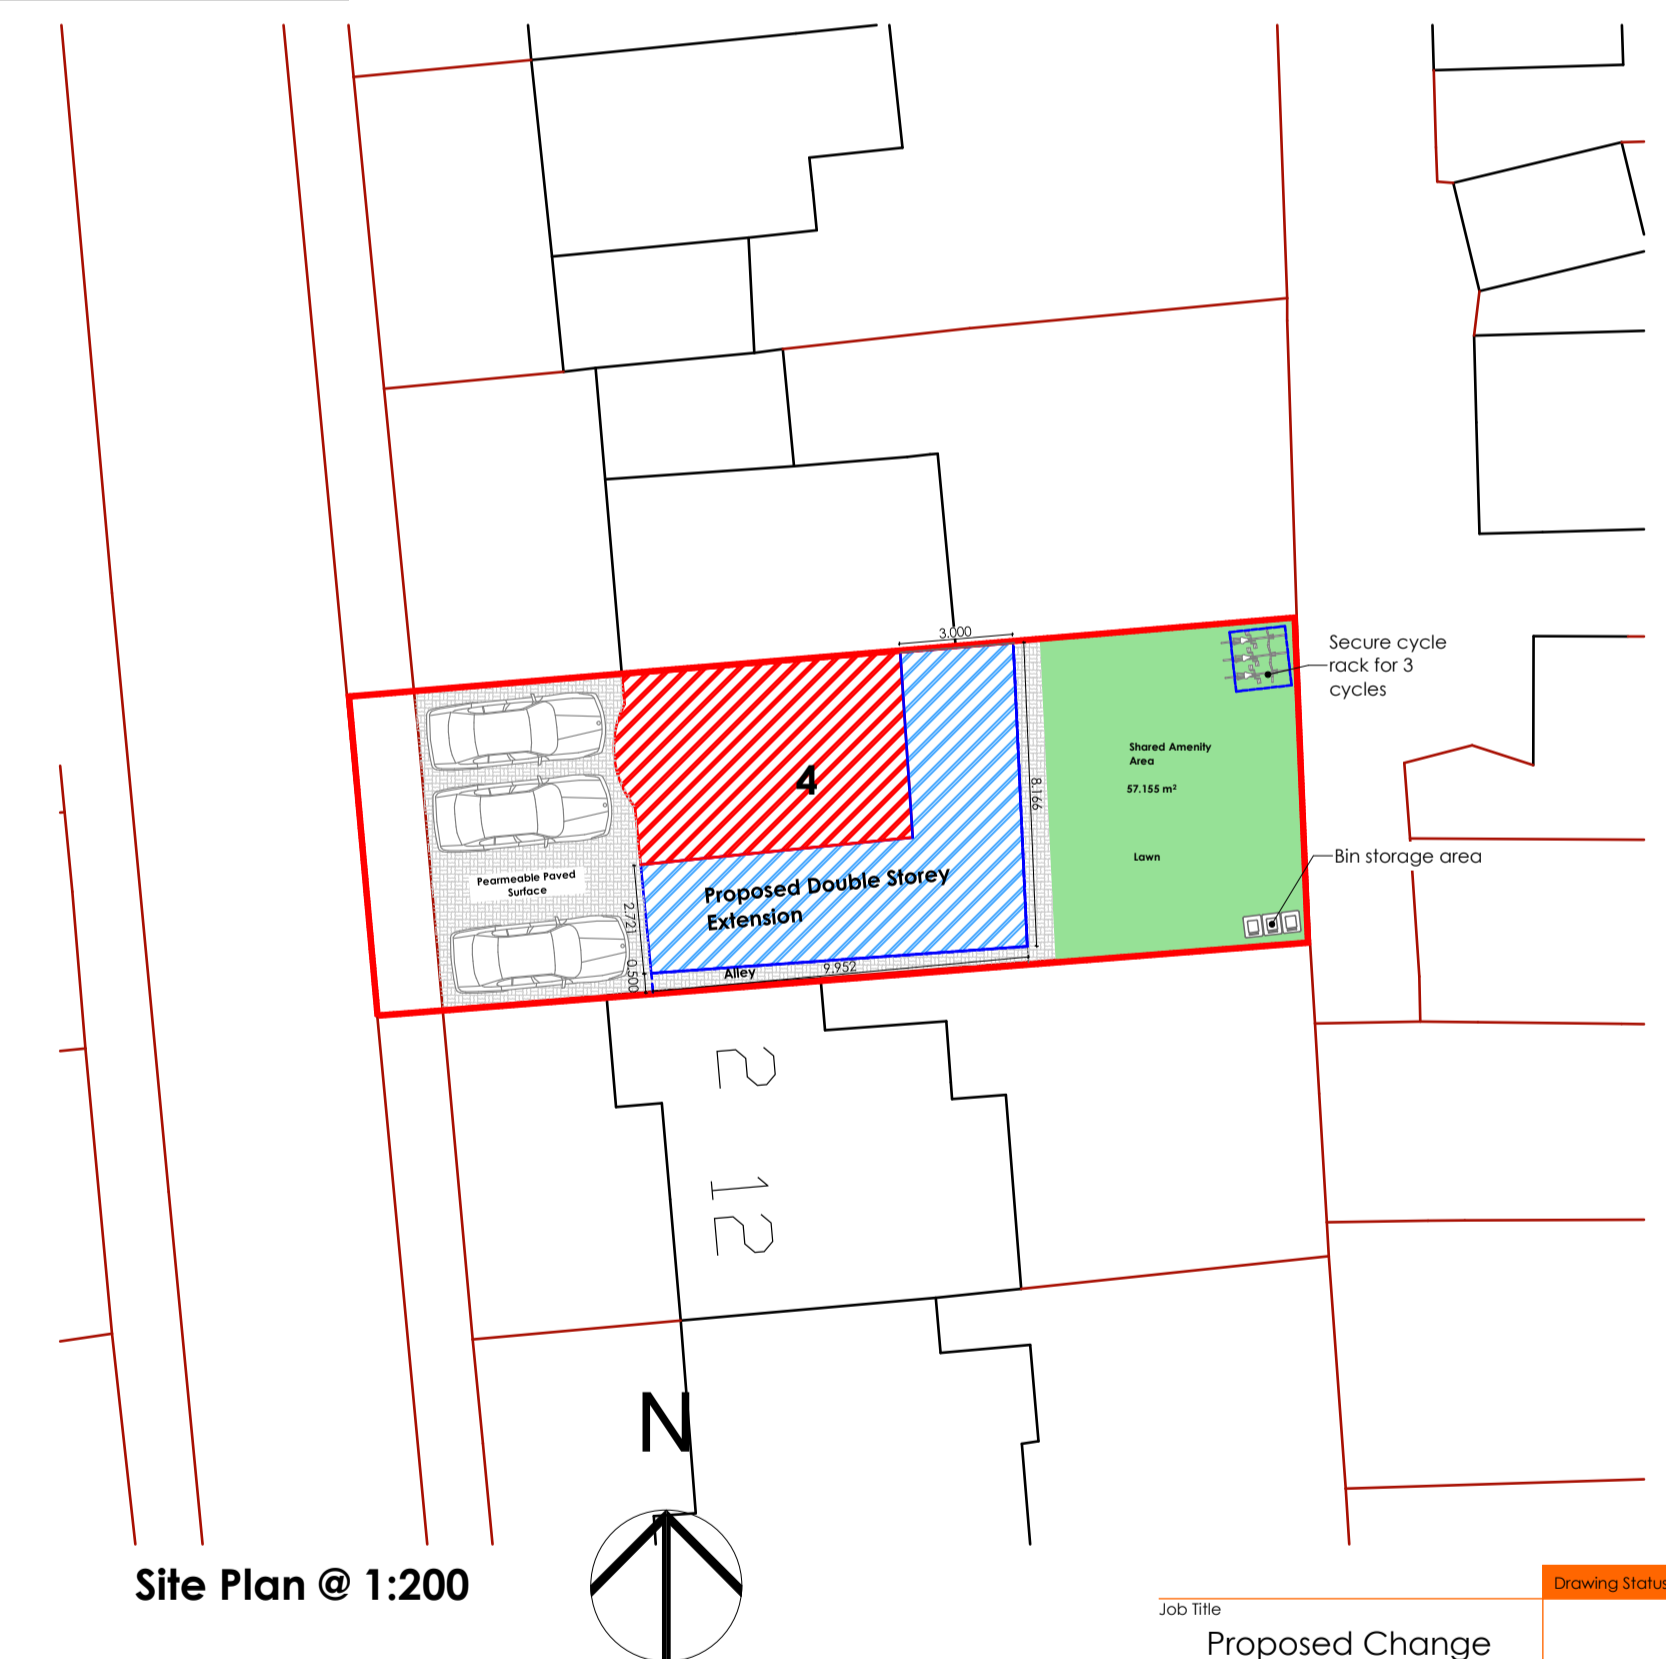 3.000
Secure cycle
rack for 3
cycles
Shared Amenity
Area
4
8.166
57.155 m²
Lawn
Bin storage area
Pearmeable Paved
Surface
Proposed Double Storey
Extension
2.721
0.500
Alley
9.952
2
12
N
Site Plan @ 1:200
Drawing Status
Job Title
Proposed Change